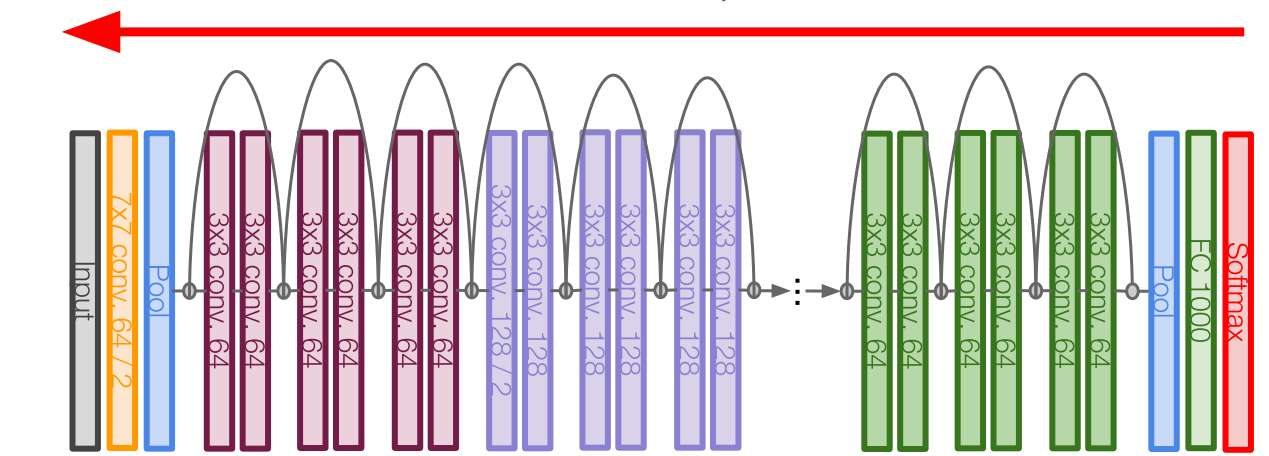 Input
7x7 conv. 64 / 2
Pool
3x3 conv. 64
3x3 conv. 64
3x3 conv. 64
3x3 conv. 64
3x3 conv. 64
3x3 conv. 64
3x3 conv. 128 / 2
3x3 conv. 128
3x3 conv. 128
3x3 conv. 128
3x3 conv. 128
3x3 conv. 128
...
3x3 conv. 64
3x3 conv. 64
3x3 conv. 64
3x3 conv. 64
3x3 conv. 64
3x3 conv. 64
Pool
FC 1000
Softmax